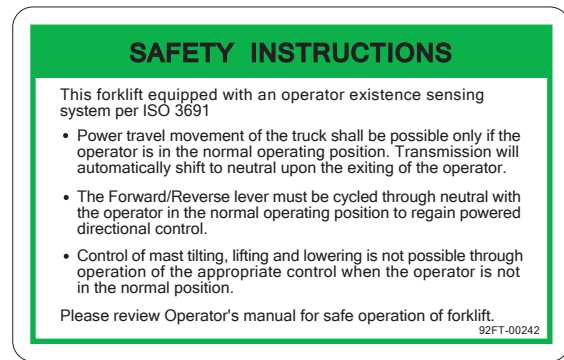 SAFETY INSTRUCTIONS
This forklift equipped with an operator existence sensing
system per ISO 3691
• Power travel movement of the truck shall be possible only if the
operator is in the normal operating position. Transmission will
automatically shift to neutral upon the exiting of the operator.
• The Forward/Reverse lever must be cycled through neutral with
the operator in the normal operating position to regain powered
directional control.
• Control of mast tilting, lifting and lowering is not possible through
operation of the appropriate control when the operator is not
in the normal position.
Please review Operator's manual for safe operation of forklift.
92FT-00242